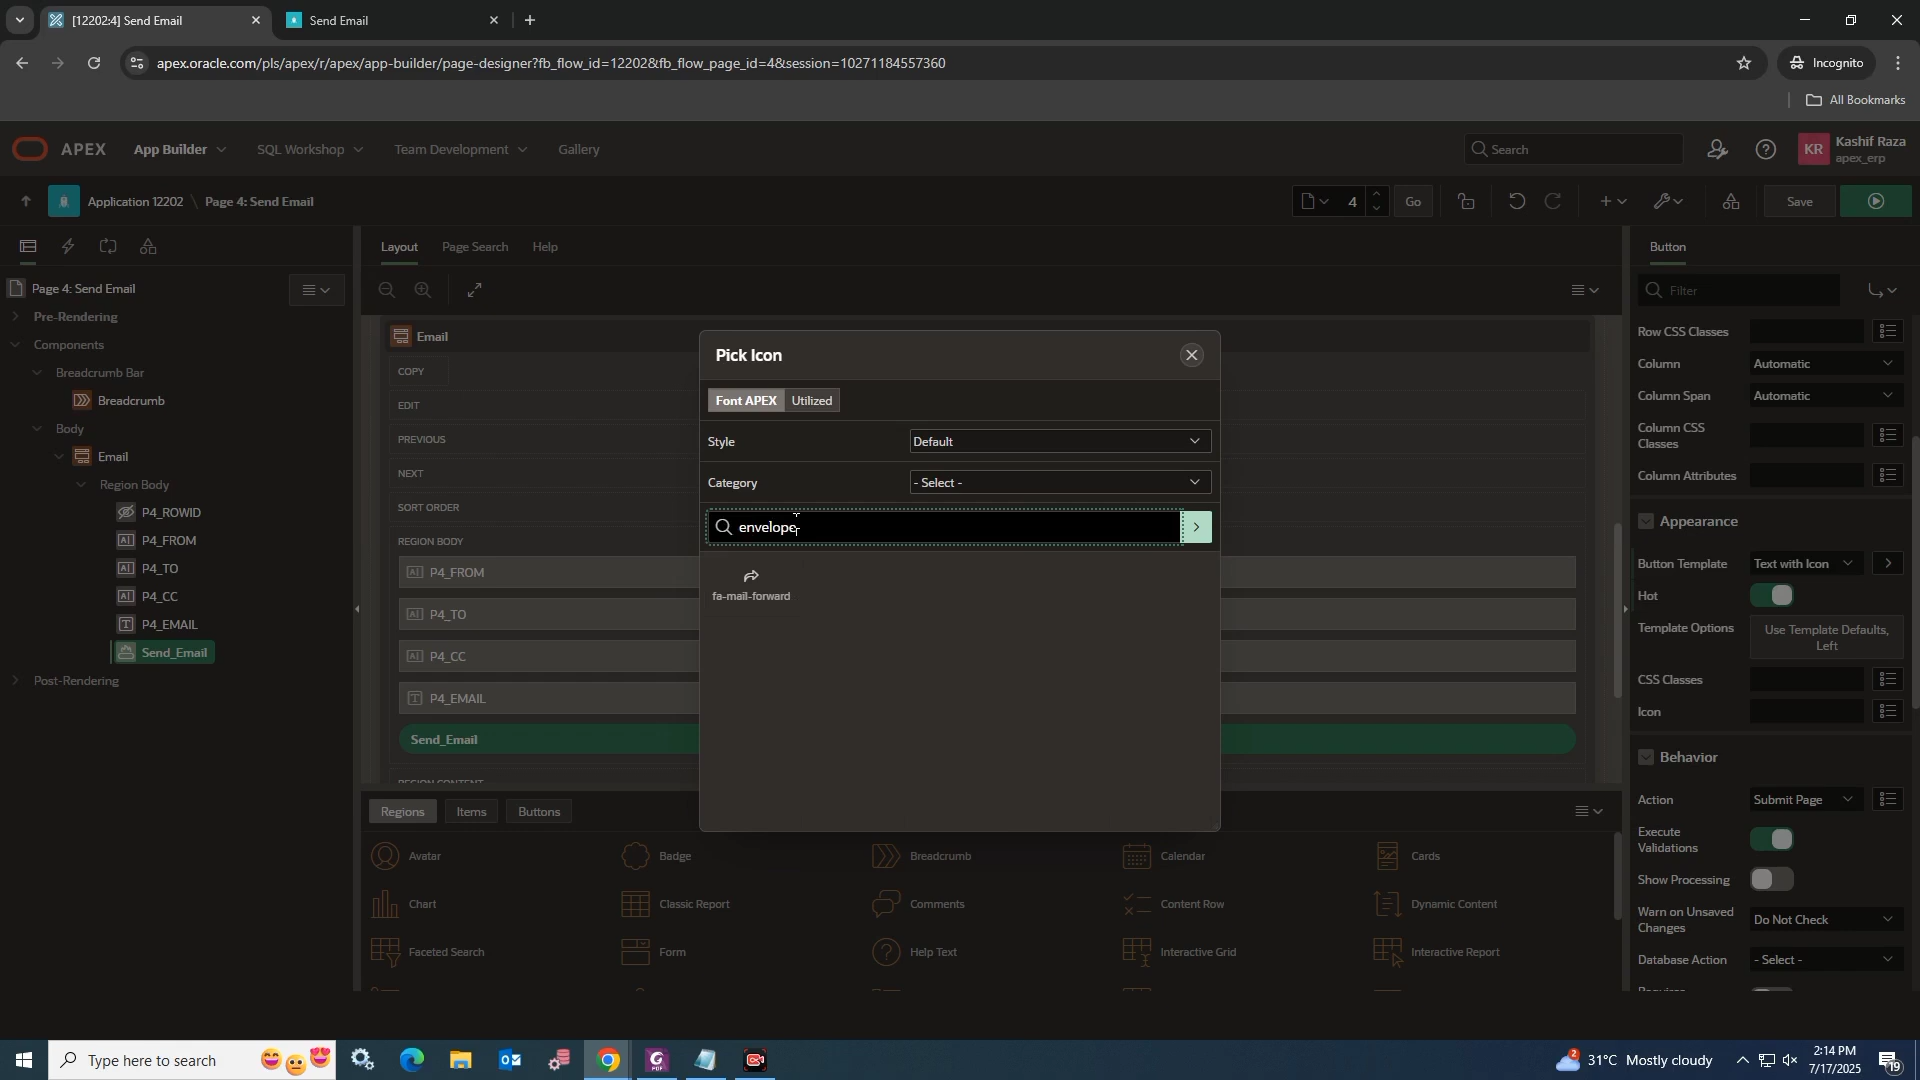 [12202:4] Send Email
Send Email
apex.oracle.com/pls/apex/r/apex/app-builder/page-designer?fb_flow_id=12202&fb_flow_page_id=4&session=10271184557360
Incognito
All Bookmarks
APEX
App Builder
SQL Workshop
Team Development
Gallery
Search
KR
Kashif Raza
apex_erp
Application 12202 \ Page 4: Send Email
4
Go
Save
Layout
Page Search
Help
Button
Page 4: Send Email
Pre-Rendering
Components
Breadcrumb Bar
Breadcrumb
Body
Email
Region Body
P4_ROWID
P4_FROM
P4_TO
P4_CC
P4_EMAIL
Send_Email
Post-Rendering
Email
COPY
EDIT
PREVIOUS
NEXT
SORT ORDER
REGION BODY
P4_FROM
P4_TO
P4_CC
P4_EMAIL
Send_Email
Pick Icon
Font APEX
Utilized
Style
Default
Category
- Select -
envelope
fa-mail-forward
Regions
Items
Buttons
Avatar
Badge
Breadcrumb
Calendar
Cards
Chart
Classic Report
Comments
Content Row
Dynamic Content
Faceted Search
Form
Help Text
Interactive Grid
Interactive Report
Filter
Row CSS Classes
Column
Automatic
Column Span
Automatic
Column CSS
Classes
Column Attributes
Appearance
Button Template
Text with Icon
Hot
Template Options
Use Template Defaults,
Left
CSS Classes
Icon
Behavior
Action
Submit Page
Execute
Validations
Show Processing
Warn on Unsaved
Changes
Do Not Check
Database Action
- Select -
Type here to search
2
31°C Mostly cloudy
2:14 PM
7/17/2025
19